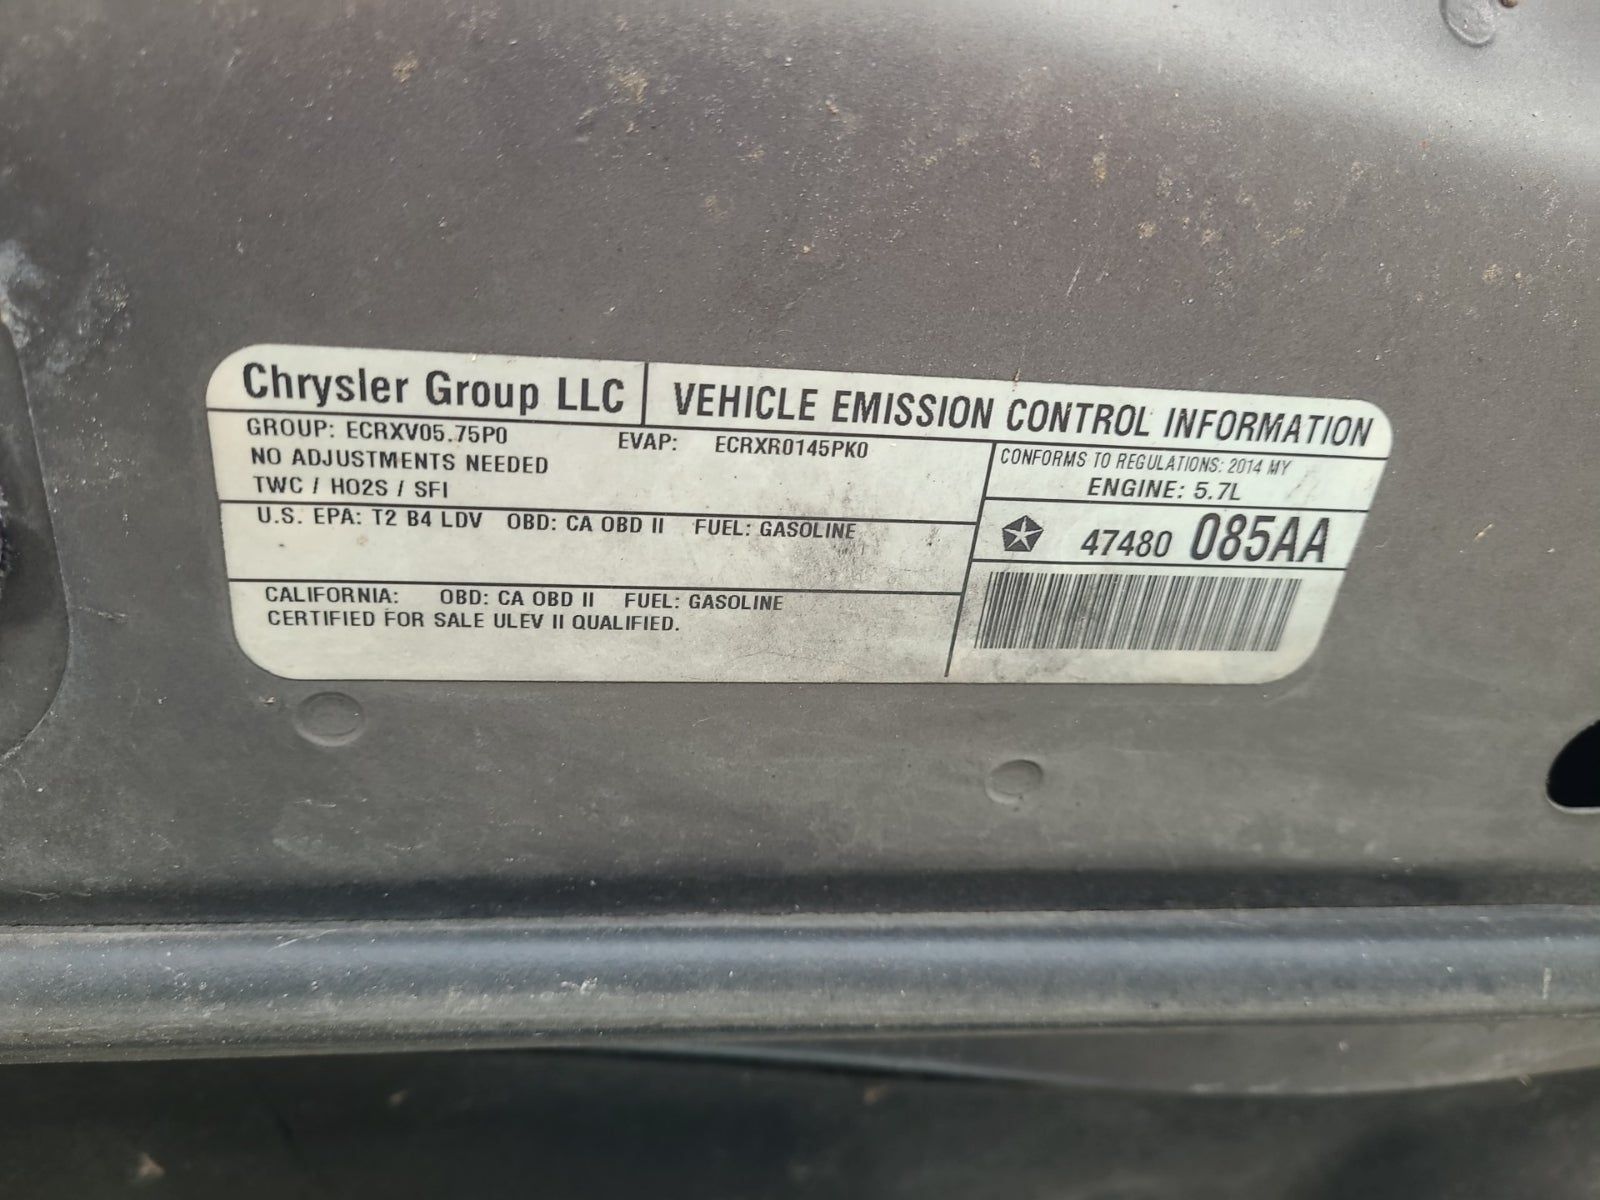 Chrysler Group LLC
VEHICLE EMISSION CONTROL INFORMATION
GROUP: ECRXV05.75P0
EVAP: ECRXR0145PK0
NO ADJUSTMENTS NEEDED
TWC / HO2S / SFI
CONFORMS TO REGULATIONS: 2014 MY
ENGINE: 5.7L
U.S. EPA: T2 B4 LDV OBD: CA OBD II FUEL: GASOLINE
47480 085AA
CALIFORNIA: OBD: CA OBD II FUEL: GASOLINE
CERTIFIED FOR SALE ULEV II QUALIFIED.